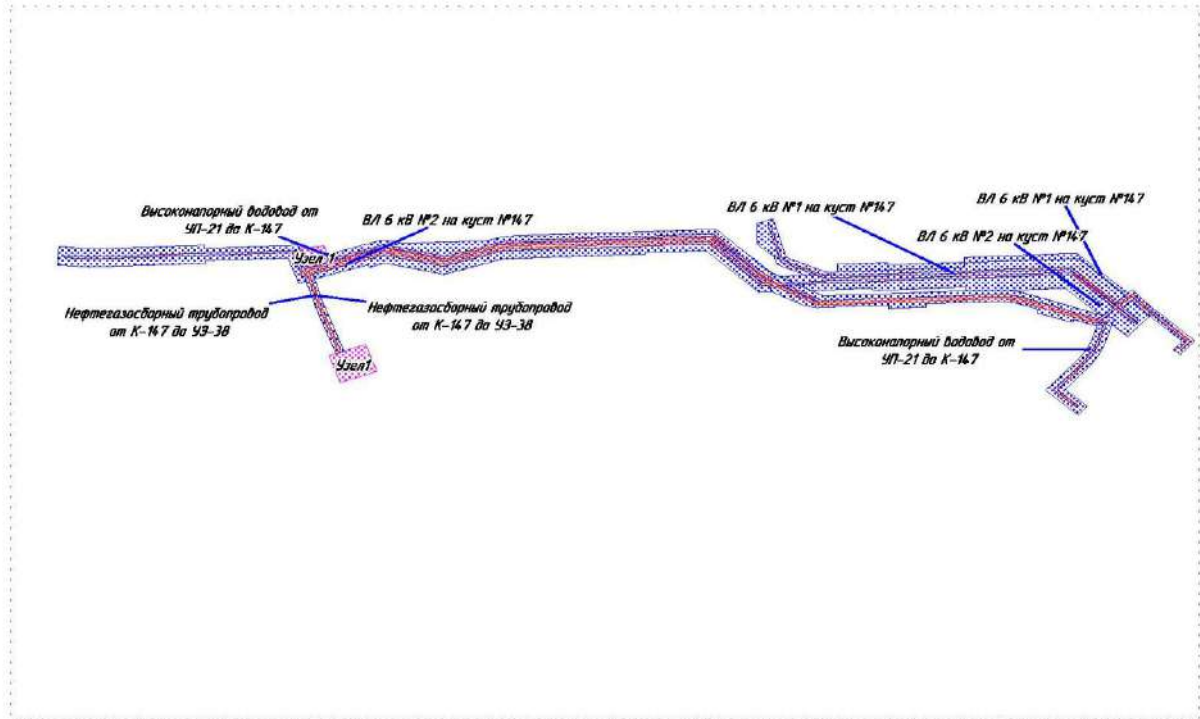 Высоконапорный водовод от
УП-21 до К-147
ВЛ 6 кВ №2 на куст №147
ВЛ 6 кВ №1 на куст №147
ВЛ 6 кВ №1 на куст №147
ВЛ 6 кВ №2 на куст №147
Узел 1
Нефтегазосборный трубопровод
от К-147 до УЭ-38
Нефтегазосборный трубопровод
от К-147 до УЭ-38
Узел1
Высоконапорный водовод от
УП-21 до К-147